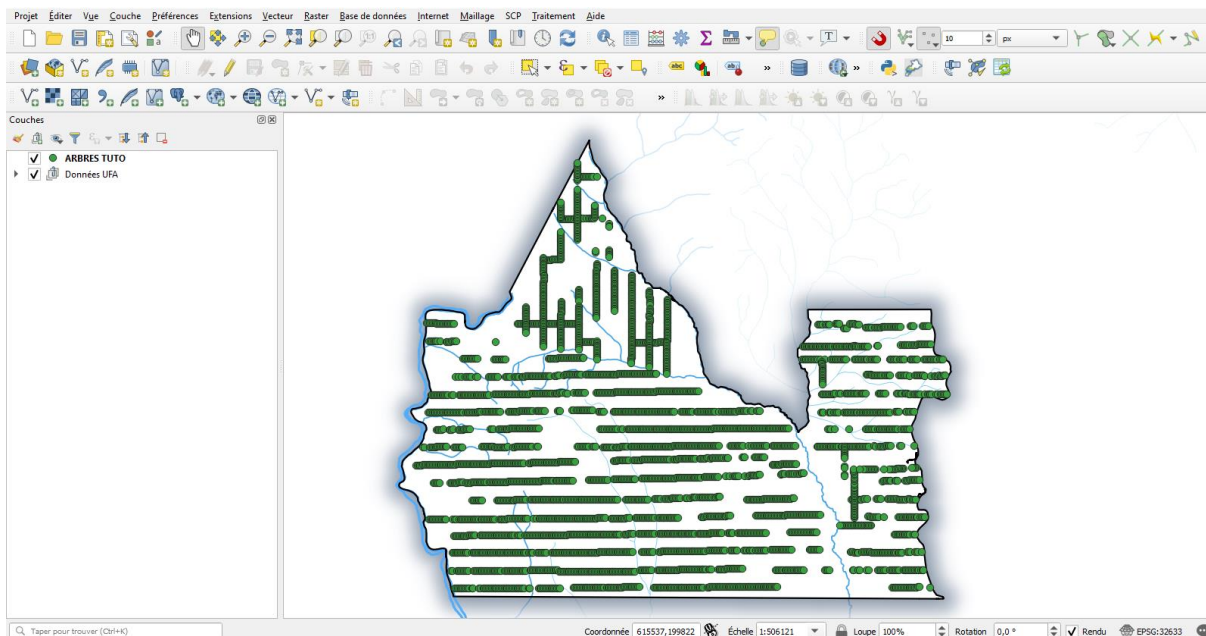 Projet Éditer Vue Couche Préférences Extensions Vecteur Raster Base de données Internet Maillage SCP Traitement Aide
10 px
abc abc » »
»
Couches
ARBRES TUTO
Données UFA
Taper pour trouver (Ctrl+K) Coordonnée 615537,199822 Échelle 1:506121 Loupe 100% Rotation 0,0 ° Rendu EPSG:32633